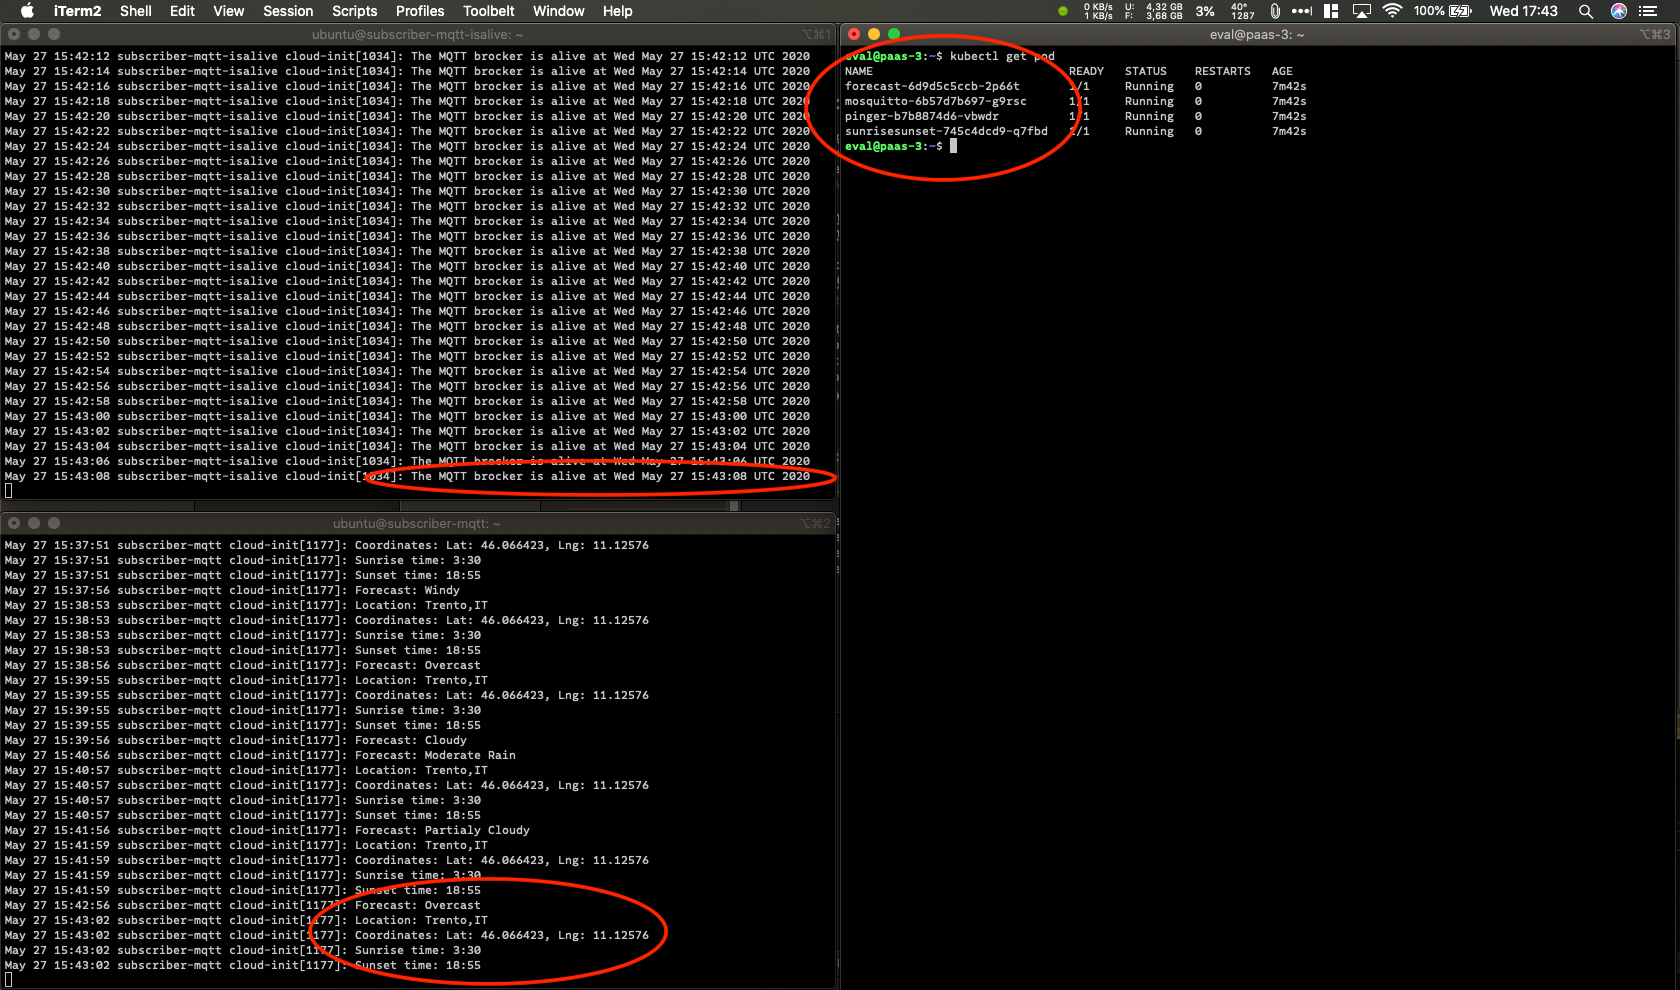 iTerm2 Shell Edit View Session Scripts Profiles Toolbelt Window Help 0 KB/s 1 KB/s U: 4,32 GB F: 3,68 GB 3% 40° 1287 100% Wed 17:43
ubuntu@subscriber-mqtt-isalive: ~ ⌥⌘1
May 27 15:42:12 subscriber-mqtt-isalive cloud-init[1034]: The MQTT brocker is alive at Wed May 27 15:42:12 UTC 2020
May 27 15:42:14 subscriber-mqtt-isalive cloud-init[1034]: The MQTT brocker is alive at Wed May 27 15:42:14 UTC 2020
May 27 15:42:16 subscriber-mqtt-isalive cloud-init[1034]: The MQTT brocker is alive at Wed May 27 15:42:16 UTC 2020
May 27 15:42:18 subscriber-mqtt-isalive cloud-init[1034]: The MQTT brocker is alive at Wed May 27 15:42:18 UTC 2020
May 27 15:42:20 subscriber-mqtt-isalive cloud-init[1034]: The MQTT brocker is alive at Wed May 27 15:42:20 UTC 2020
May 27 15:42:22 subscriber-mqtt-isalive cloud-init[1034]: The MQTT brocker is alive at Wed May 27 15:42:22 UTC 2020
May 27 15:42:24 subscriber-mqtt-isalive cloud-init[1034]: The MQTT brocker is alive at Wed May 27 15:42:24 UTC 2020
May 27 15:42:26 subscriber-mqtt-isalive cloud-init[1034]: The MQTT brocker is alive at Wed May 27 15:42:26 UTC 2020
May 27 15:42:28 subscriber-mqtt-isalive cloud-init[1034]: The MQTT brocker is alive at Wed May 27 15:42:28 UTC 2020
May 27 15:42:30 subscriber-mqtt-isalive cloud-init[1034]: The MQTT brocker is alive at Wed May 27 15:42:30 UTC 2020
May 27 15:42:32 subscriber-mqtt-isalive cloud-init[1034]: The MQTT brocker is alive at Wed May 27 15:42:32 UTC 2020
May 27 15:42:34 subscriber-mqtt-isalive cloud-init[1034]: The MQTT brocker is alive at Wed May 27 15:42:34 UTC 2020
May 27 15:42:36 subscriber-mqtt-isalive cloud-init[1034]: The MQTT brocker is alive at Wed May 27 15:42:36 UTC 2020
May 27 15:42:38 subscriber-mqtt-isalive cloud-init[1034]: The MQTT brocker is alive at Wed May 27 15:42:38 UTC 2020
May 27 15:42:40 subscriber-mqtt-isalive cloud-init[1034]: The MQTT brocker is alive at Wed May 27 15:42:40 UTC 2020
May 27 15:42:42 subscriber-mqtt-isalive cloud-init[1034]: The MQTT brocker is alive at Wed May 27 15:42:42 UTC 2020
May 27 15:42:44 subscriber-mqtt-isalive cloud-init[1034]: The MQTT brocker is alive at Wed May 27 15:42:44 UTC 2020
May 27 15:42:46 subscriber-mqtt-isalive cloud-init[1034]: The MQTT brocker is alive at Wed May 27 15:42:46 UTC 2020
May 27 15:42:48 subscriber-mqtt-isalive cloud-init[1034]: The MQTT brocker is alive at Wed May 27 15:42:48 UTC 2020
May 27 15:42:50 subscriber-mqtt-isalive cloud-init[1034]: The MQTT brocker is alive at Wed May 27 15:42:50 UTC 2020
May 27 15:42:52 subscriber-mqtt-isalive cloud-init[1034]: The MQTT brocker is alive at Wed May 27 15:42:52 UTC 2020
May 27 15:42:54 subscriber-mqtt-isalive cloud-init[1034]: The MQTT brocker is alive at Wed May 27 15:42:54 UTC 2020
May 27 15:42:56 subscriber-mqtt-isalive cloud-init[1034]: The MQTT brocker is alive at Wed May 27 15:42:56 UTC 2020
May 27 15:42:58 subscriber-mqtt-isalive cloud-init[1034]: The MQTT brocker is alive at Wed May 27 15:42:58 UTC 2020
May 27 15:43:00 subscriber-mqtt-isalive cloud-init[1034]: The MQTT brocker is alive at Wed May 27 15:43:00 UTC 2020
May 27 15:43:02 subscriber-mqtt-isalive cloud-init[1034]: The MQTT brocker is alive at Wed May 27 15:43:02 UTC 2020
May 27 15:43:04 subscriber-mqtt-isalive cloud-init[1034]: The MQTT brocker is alive at Wed May 27 15:43:04 UTC 2020
May 27 15:43:06 subscriber-mqtt-isalive cloud-init[1034]: The MQTT brocker is alive at Wed May 27 15:43:06 UTC 2020
May 27 15:43:08 subscriber-mqtt-isalive cloud-init[1034]: The MQTT brocker is alive at Wed May 27 15:43:08 UTC 2020
ubuntu@subscriber-mqtt: ~ ⌥⌘2
May 27 15:37:51 subscriber-mqtt cloud-init[1177]: Coordinates: Lat: 46.066423, Lng: 11.12576
May 27 15:37:51 subscriber-mqtt cloud-init[1177]: Sunrise time: 3:30
May 27 15:37:51 subscriber-mqtt cloud-init[1177]: Sunset time: 18:55
May 27 15:37:56 subscriber-mqtt cloud-init[1177]: Forecast: Windy
May 27 15:38:53 subscriber-mqtt cloud-init[1177]: Location: Trento,IT
May 27 15:38:53 subscriber-mqtt cloud-init[1177]: Coordinates: Lat: 46.066423, Lng: 11.12576
May 27 15:38:53 subscriber-mqtt cloud-init[1177]: Sunrise time: 3:30
May 27 15:38:53 subscriber-mqtt cloud-init[1177]: Sunset time: 18:55
May 27 15:38:56 subscriber-mqtt cloud-init[1177]: Forecast: Overcast
May 27 15:39:55 subscriber-mqtt cloud-init[1177]: Location: Trento,IT
May 27 15:39:55 subscriber-mqtt cloud-init[1177]: Coordinates: Lat: 46.066423, Lng: 11.12576
May 27 15:39:55 subscriber-mqtt cloud-init[1177]: Sunrise time: 3:30
May 27 15:39:55 subscriber-mqtt cloud-init[1177]: Sunset time: 18:55
May 27 15:39:56 subscriber-mqtt cloud-init[1177]: Forecast: Cloudy
May 27 15:40:56 subscriber-mqtt cloud-init[1177]: Forecast: Moderate Rain
May 27 15:40:57 subscriber-mqtt cloud-init[1177]: Location: Trento,IT
May 27 15:40:57 subscriber-mqtt cloud-init[1177]: Coordinates: Lat: 46.066423, Lng: 11.12576
May 27 15:40:57 subscriber-mqtt cloud-init[1177]: Sunrise time: 3:30
May 27 15:40:57 subscriber-mqtt cloud-init[1177]: Sunset time: 18:55
May 27 15:41:56 subscriber-mqtt cloud-init[1177]: Forecast: Partialy Cloudy
May 27 15:41:59 subscriber-mqtt cloud-init[1177]: Location: Trento,IT
May 27 15:41:59 subscriber-mqtt cloud-init[1177]: Coordinates: Lat: 46.066423, Lng: 11.12576
May 27 15:41:59 subscriber-mqtt cloud-init[1177]: Sunrise time: 3:30
May 27 15:41:59 subscriber-mqtt cloud-init[1177]: Sunset time: 18:55
May 27 15:42:56 subscriber-mqtt cloud-init[1177]: Forecast: Overcast
May 27 15:43:02 subscriber-mqtt cloud-init[1177]: Location: Trento,IT
May 27 15:43:02 subscriber-mqtt cloud-init[1177]: Coordinates: Lat: 46.066423, Lng: 11.12576
May 27 15:43:02 subscriber-mqtt cloud-init[1177]: Sunrise time: 3:30
May 27 15:43:02 subscriber-mqtt cloud-init[1177]: Sunset time: 18:55
eval@paas-3: ~ ⌥⌘3
eval@paas-3:~$ kubectl get pod
NAME READY STATUS RESTARTS AGE
forecast-6d9d5c5ccb-2p66t 1/1 Running 0 7m42s
mosquitto-6b57d7b697-g9rsc 1/1 Running 0 7m42s
pinger-b7b8874d6-vbwdr 1/1 Running 0 7m42s
sunrisesunset-745c4dcd9-q7fbd 1/1 Running 0 7m42s
eval@paas-3:~$